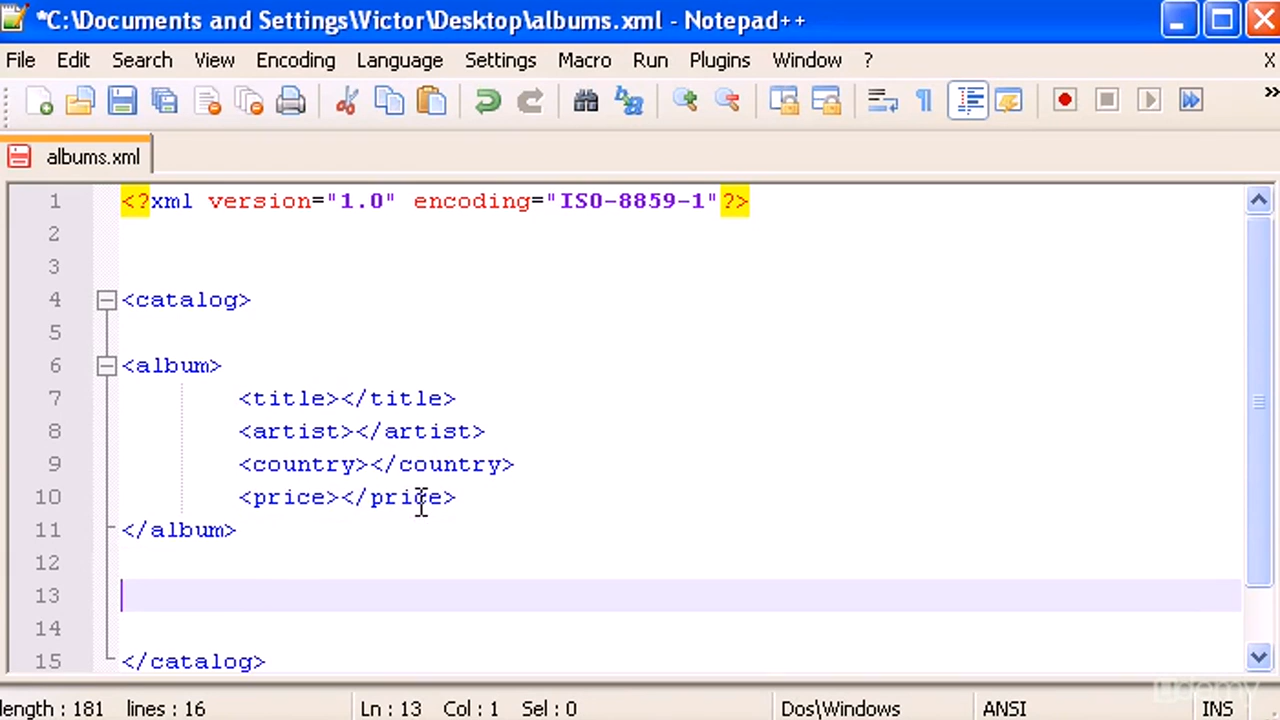 *C:\Documents and Settings\Victor\Desktop\albums.xml - Notepad++
File Edit Search View Encoding Language Settings Macro Run Plugins Window ? X
albums.xml
1 <?xml version="1.0" encoding="ISO-8859-1"?>
2
3
4 <catalog>
5
6 <album>
7 <title></title>
8 <artist></artist>
9 <country></country>
10 <price></price>
11 </album>
12
13
14
15 </catalog>
length : 181 lines : 16 Ln : 13 Col : 1 Sel : 0 Dos\Windows ANSI INS
udemy